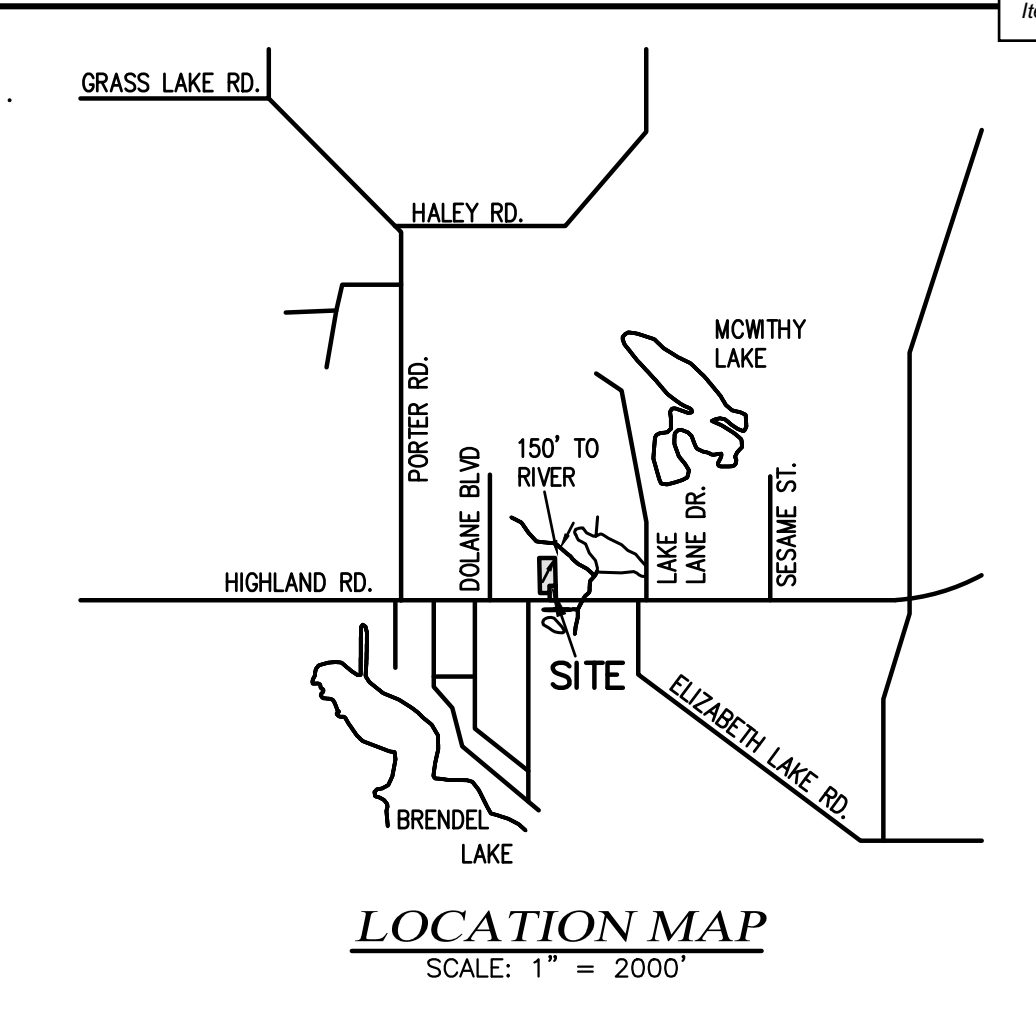 GRASS LAKE RD.
HALEY RD.
MCWITHY
LAKE
PORTER RD.
150' TO
RIVER
DOLANE BLVD
LAKE
LANE DR.
SESAME ST.
HIGHLAND RD.
SITE
ELIZABETH LAKE RD.
BRENDEL
LAKE
LOCATION MAP
SCALE: 1" = 2000'